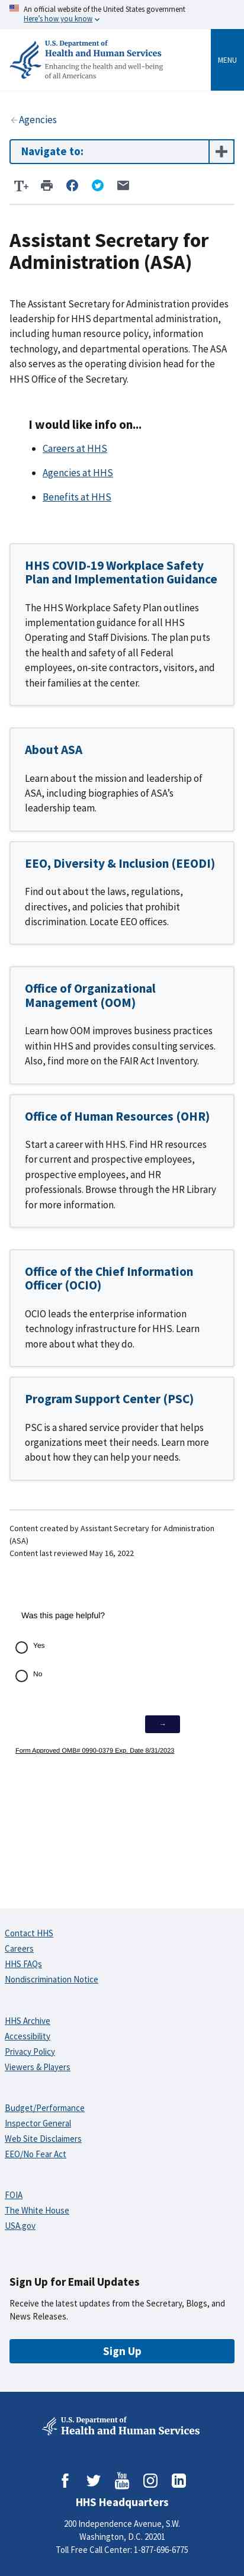 An official website of the United States government
Here's how you know
U.S. Department of
Health and Human Services
Enhancing the health and well-being
of all Americans
MENU
Agencies
Navigate to:
T+
Assistant Secretary for
Administration (ASA)
The Assistant Secretary for Administration provides
leadership for HHS departmental administration,
including human resource policy, information
technology, and departmental operations. The ASA
also serves as the operating division head for the
HHS Office of the Secretary.
I would like info on...
Careers at HHS
Agencies at HHS
Benefits at HHS
HHS COVID-19 Workplace Safety
Plan and Implementation Guidance
The HHS Workplace Safety Plan outlines
implementation guidance for all HHS
Operating and Staff Divisions. The plan puts
the health and safety of all Federal
employees, on-site contractors, visitors, and
their families at the center.
About ASA
Learn about the mission and leadership of
ASA, including biographies of ASA's
leadership team.
EEO, Diversity & Inclusion (EEODI)
Find out about the laws, regulations,
directives, and policies that prohibit
discrimination. Locate EEO offices.
Office of Organizational
Management (OOM)
Learn how OOM improves business practices
within HHS and provides consulting services.
Also, find more on the FAIR Act Inventory.
Office of Human Resources (OHR)
Start a career with HHS. Find HR resources
for current and prospective employees,
prospective employees, and HR
professionals. Browse through the HR Library
for more information.
Office of the Chief Information
Officer (OCIO)
OCIO leads the enterprise information
technology infrastructure for HHS. Learn
more about what they do.
Program Support Center (PSC)
PSC is a shared service provider that helps
organizations meet their needs. Learn more
about how they can help your needs.
Content created by Assistant Secretary for Administration
(ASA)
Content last reviewed May 16, 2022
Was this page helpful?
Yes
No
→
Form Approved OMB# 0990-0379 Exp. Date 8/31/2023
Contact HHS
Careers
HHS FAQs
Nondiscrimination Notice
HHS Archive
Accessibility
Privacy Policy
Viewers & Players
Budget/Performance
Inspector General
Web Site Disclaimers
EEO/No Fear Act
FOIA
The White House
USA.gov
Sign Up for Email Updates
Receive the latest updates from the Secretary, Blogs, and
News Releases.
Sign Up
U.S. Department of
Health and Human Services
You Tube
HHS Headquarters
200 Independence Avenue, S.W.
Washington, D.C. 20201
Toll Free Call Center: 1-877-696-6775